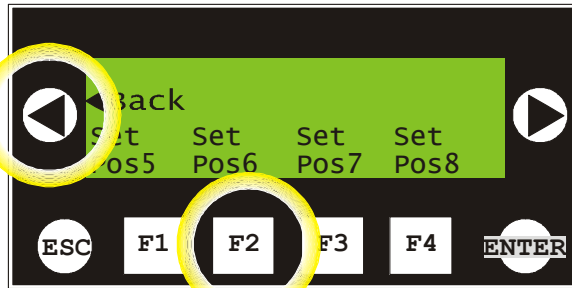 ◀Back
Set Set Set Set
Pos5 Pos6 Pos7 Pos8
ESC F1 F2 F3 F4 ENTER